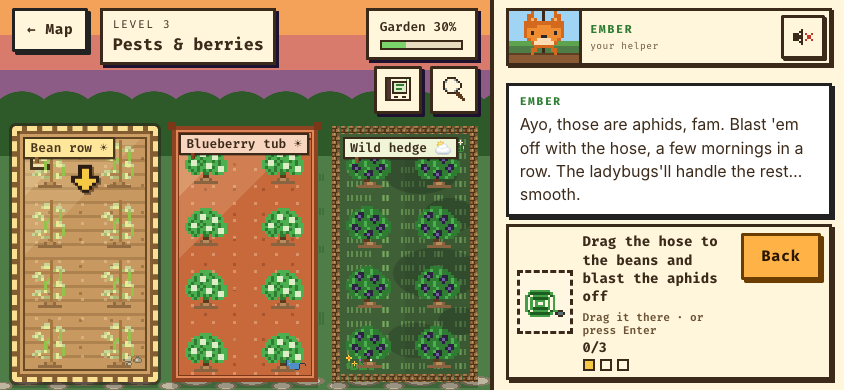 ← Map
LEVEL 3
Pests & berries
Garden 30%
Bean row ☀
Blueberry tub ☀
Wild hedge ⛅
EMBER
your helper
EMBER
Ayo, those are aphids, fam. Blast 'em
off with the hose, a few mornings in a
row. The ladybugs'll handle the rest...
smooth.
Drag the hose to
the beans and
blast the aphids
off
Drag it there · or
press Enter
0/3
Back